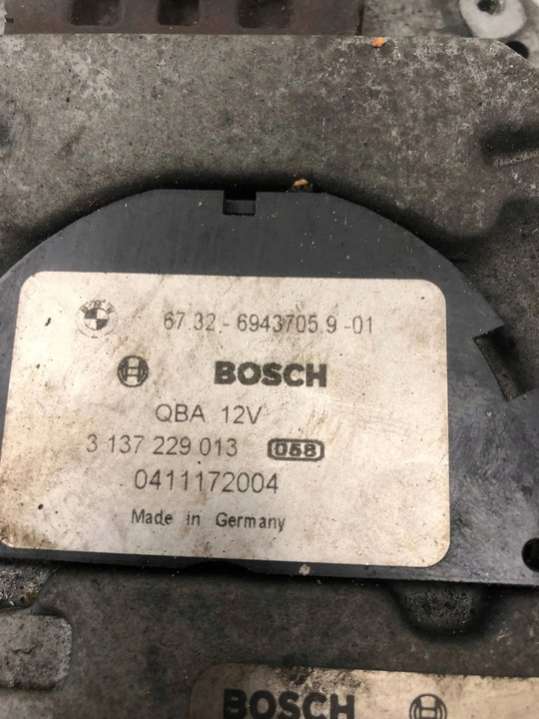 67.32.-6943705.9-01
BOSCH
QBA 12V
3 137 229 013 058
0411172004
Made in Germany
BOSCH